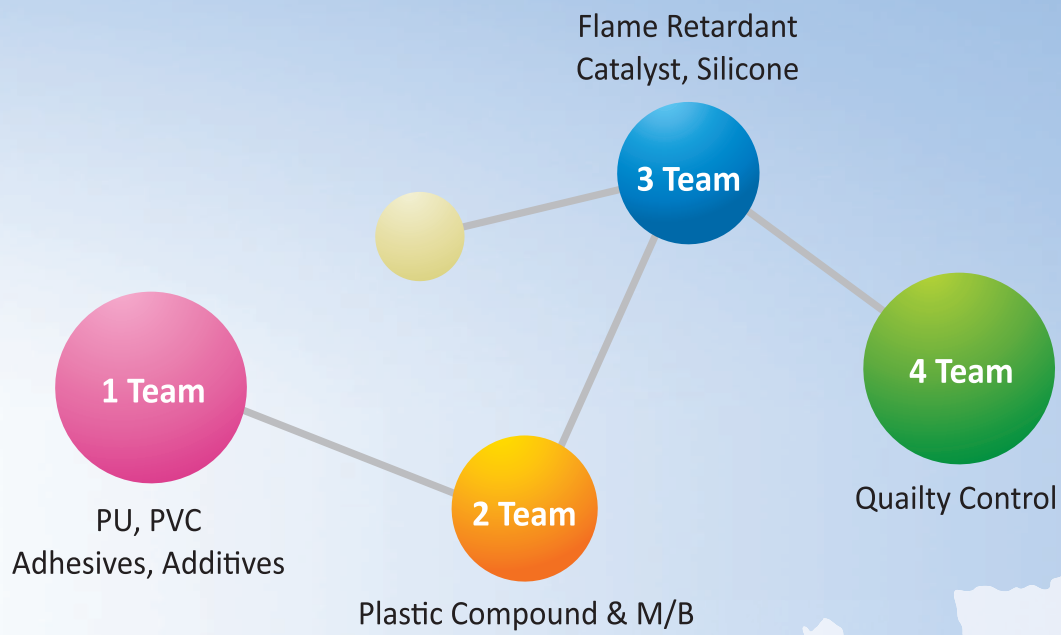 Flame Retardant
Catalyst, Silicone
3 Team
1 Team
PU, PVC
Adhesives, Additives
2 Team
Plastic Compound & M/B
4 Team
Quailty Control